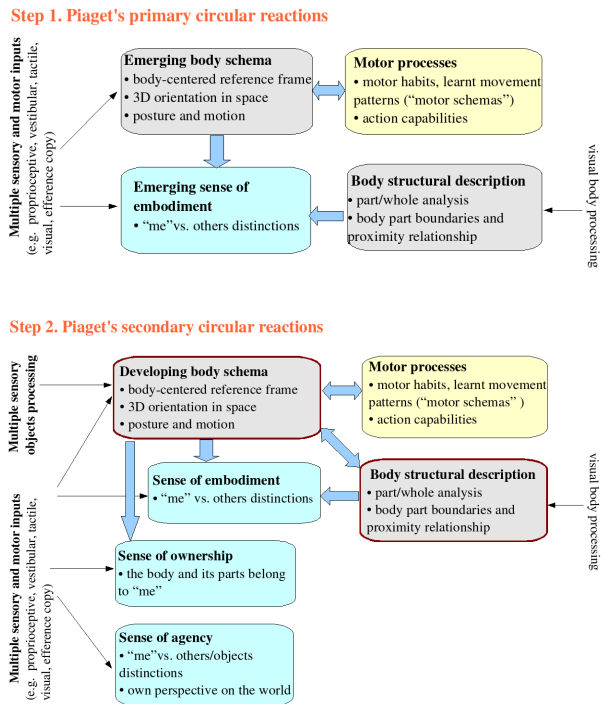 Step 1. Piaget's primary circular reactions
Multiple sensory and motor inputs
(e.g. proprioceptive, vestibular, tactile,
visual, efference copy)
Emerging body schema
• body-centered reference frame
• 3D orientation in space
• posture and motion
Motor processes
• motor habits, learnt movement
patterns (“motor schemas”)
• action capabilities
Emerging sense of
embodiment
• “me”vs. others distinctions
Body structural description
• part/whole analysis
• body part boundaries and
proximity relationship
visual body processing
Step 2. Piaget's secondary circular reactions
Multiple sensory
objects processing
Developing body schema
• body-centered reference frame
• 3D orientation in space
• posture and motion
Motor processes
• motor habits, learnt movement
patterns (“motor schemas” )
• action capabilities
Sense of embodiment
• “me” vs. others distinctions
Body structural description
• part/whole analysis
• body part boundaries and
proximity relationship
visual body processing
Multiple sensory and motor inputs
(e.g. proprioceptive, vestibular, tactile,
visual, efference copy)
Sense of ownership
• the body and its parts belong
to “me”
Sense of agency
• “me”vs. others/objects
distinctions
• own perspective on the world